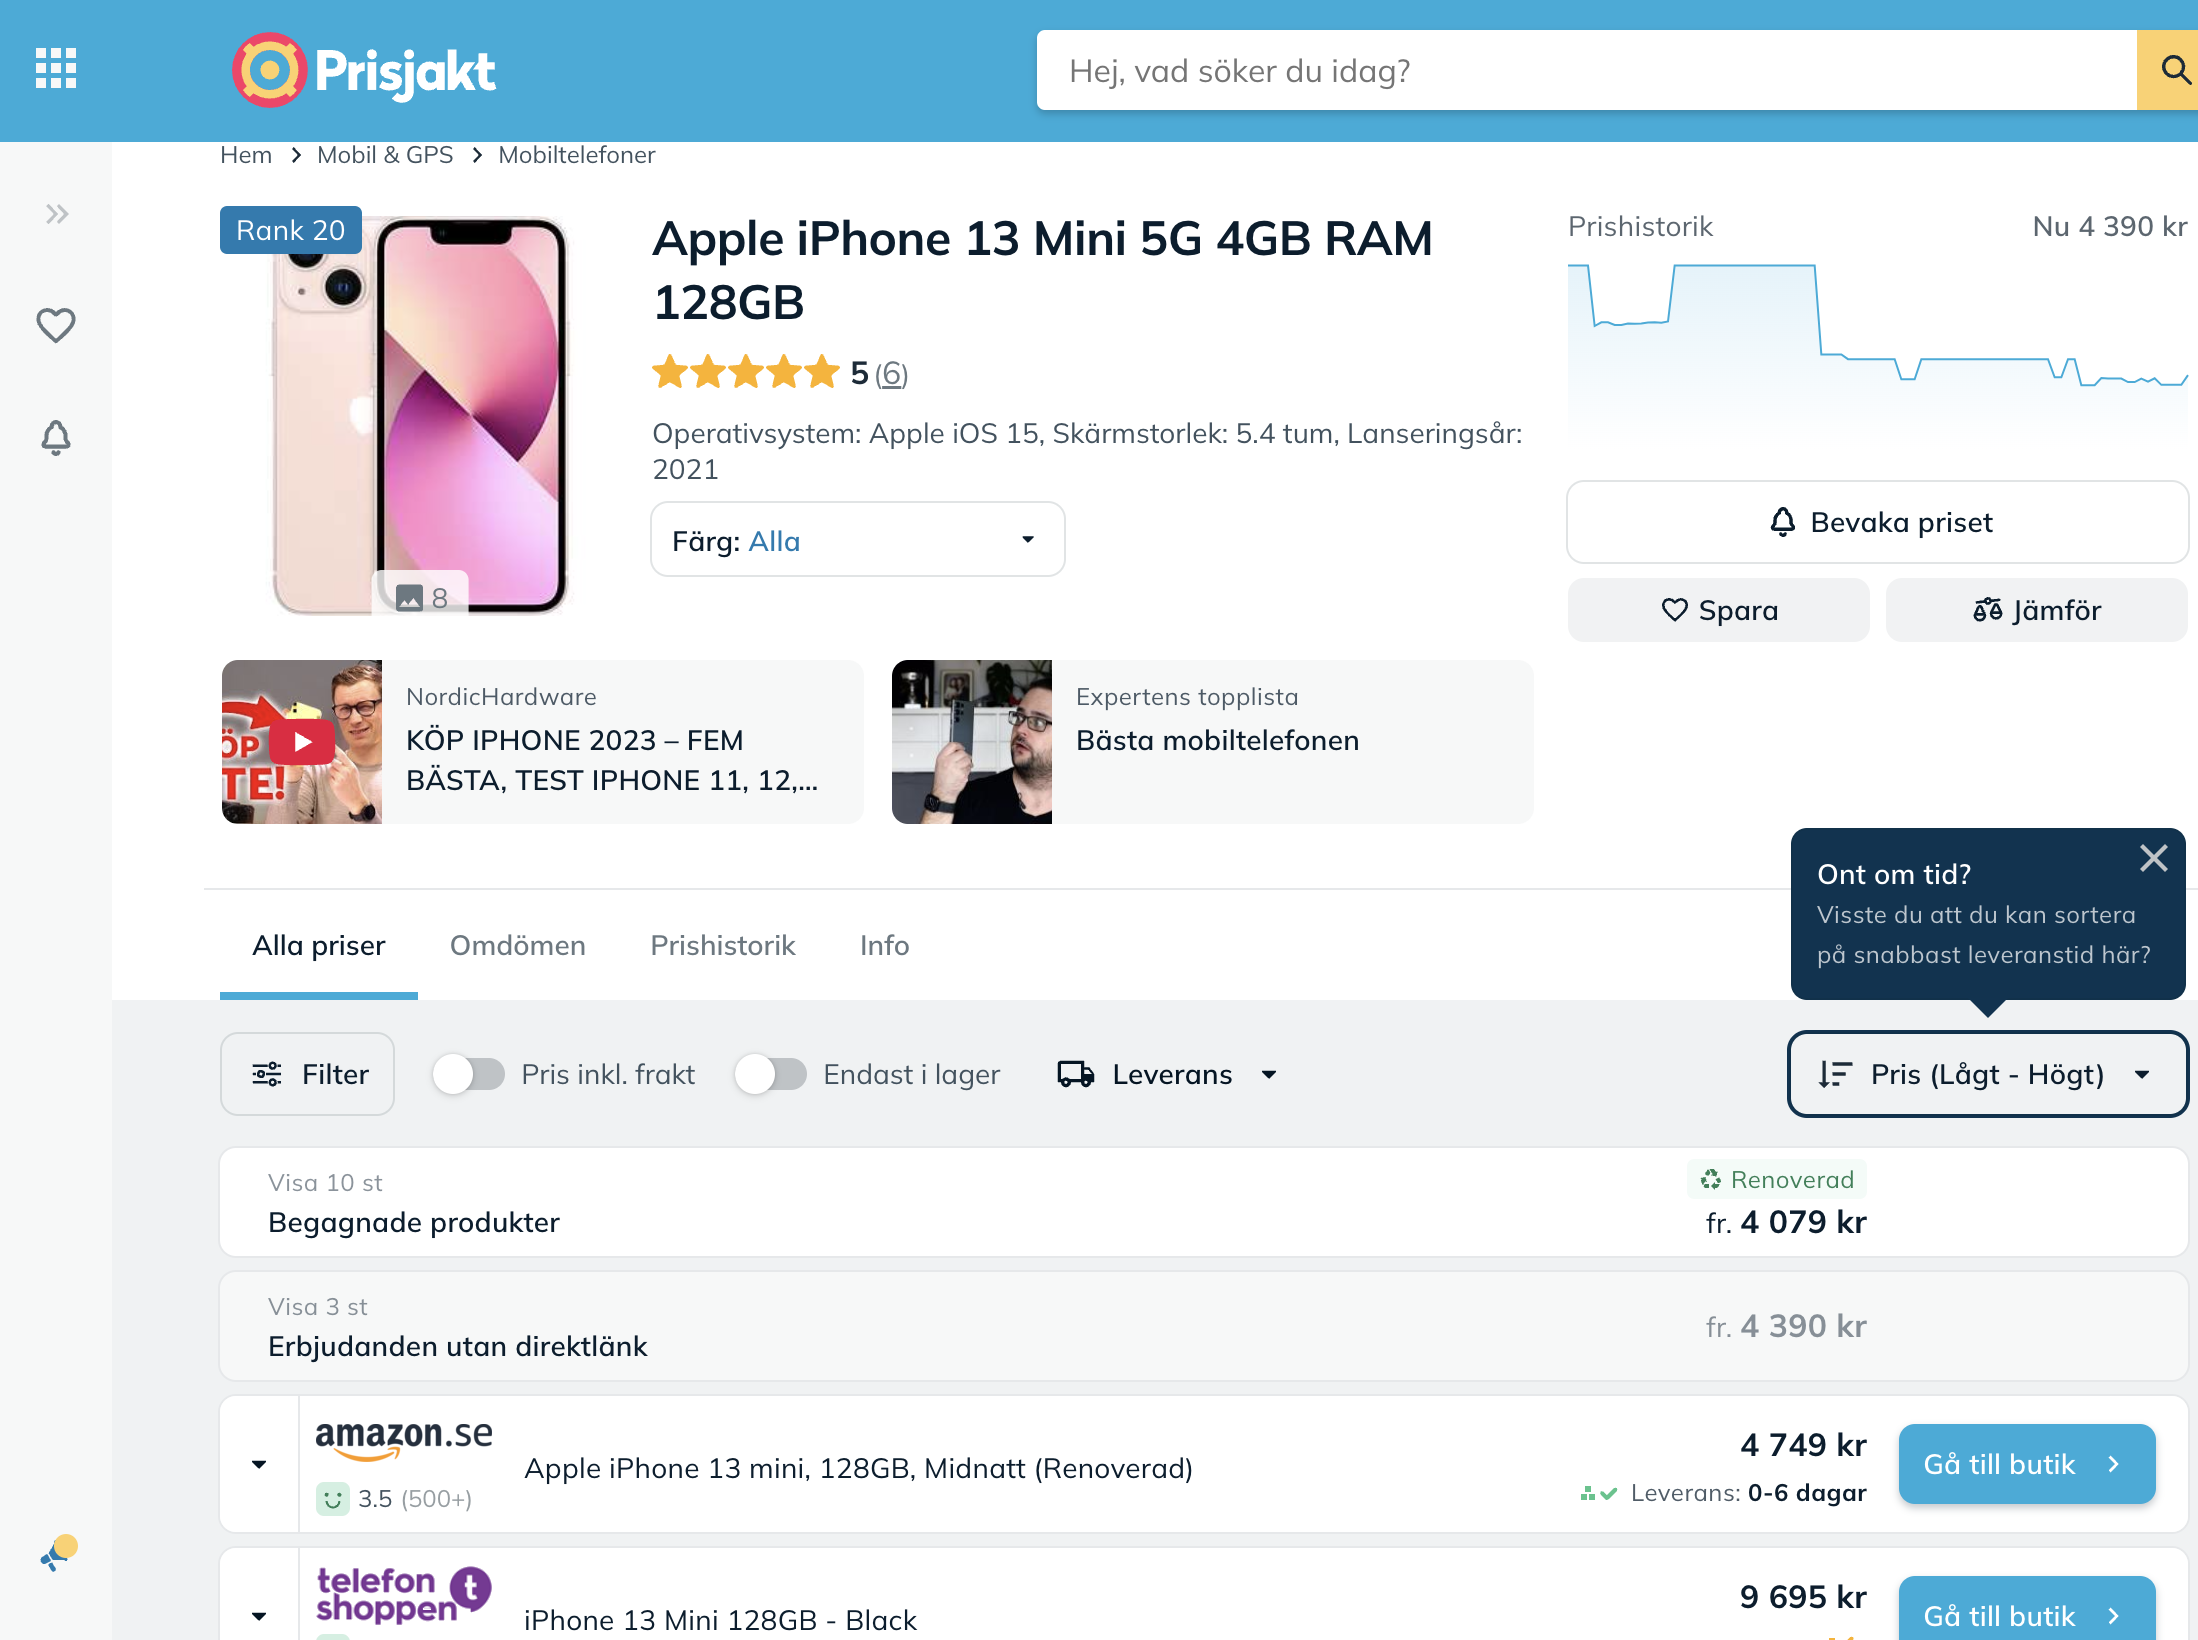 Prisjakt
Hej, vad söker du idag?
Hem
Mobil & GPS
Mobiltelefoner
Rank 20
8
Apple iPhone 13 Mini 5G 4GB RAM
128GB
5 (6)
Operativsystem: Apple iOS 15, Skärmstorlek: 5.4 tum, Lanseringsår:
2021
Färg: Alla
Prishistorik
Nu 4 390 kr
Bevaka priset
Spara
Jämför
ÖP
TE!
NordicHardware
KÖP IPHONE 2023 – FEM
BÄSTA, TEST IPHONE 11, 12,...
Expertens topplista
Bästa mobiltelefonen
Ont om tid?
Visste du att du kan sortera
på snabbast leveranstid här?
Alla priser
Omdömen
Prishistorik
Info
Filter
Pris inkl. frakt
Endast i lager
Leverans
Pris (Lågt - Högt)
Visa 10 st
Begagnade produkter
Renoverad
fr. 4 079 kr
Visa 3 st
Erbjudanden utan direktlänk
fr. 4 390 kr
amazon.se
3.5 (500+)
Apple iPhone 13 mini, 128GB, Midnatt (Renoverad)
4 749 kr
Leverans: 0-6 dagar
Gå till butik
telefon
shoppen t
iPhone 13 Mini 128GB - Black
9 695 kr
Gå till butik